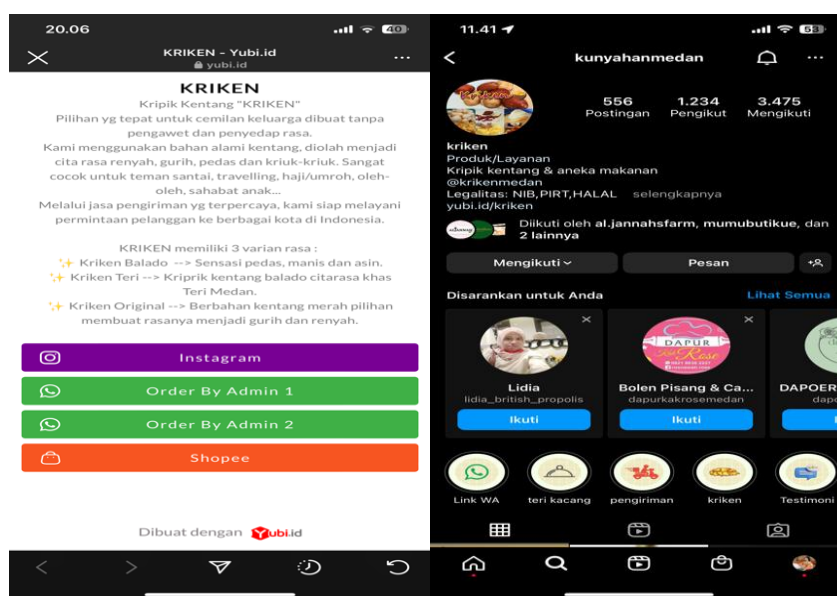 20.06
40
KRIKEN - Yubi.id
yubi.id
KRIKEN
Kripik Kentang "KRIKEN"
Pilihan yg tepat untuk cemilan keluarga dibuat tanpa
pengawet dan penyedap rasa.
Kami menggunakan bahan alami kentang, diolah menjadi
cita rasa renyah, gurih, pedas dan kriuk-kriuk. Sangat
cocok untuk teman santai, travelling, haji/umroh, oleh-
oleh, sahabat anak...
Melalui jasa pengiriman yg terpercaya, kami siap melayani
permintaan pelanggan ke berbagai kota di Indonesia.
KRIKEN memiliki 3 varian rasa :
✨ Kriken Balado --> Sensasi pedas, manis dan asin.
✨ Kriken Teri --> Kriprik kentang balado citarasa khas
Teri Medan.
✨ Kriken Original --> Berbahan kentang merah pilihan
membuat rasanya menjadi gurih dan renyah.
Instagram
Order By Admin 1
Order By Admin 2
Shopee
Dibuat dengan Yubi.id
11.41
53
kunyahanmedan
556 1.234 3.475
Postingan Pengikut Mengikuti
kriken
Produk/Layanan
Kripik kentang & aneka makanan
@krikenmedan
Legalitas: NIB,PIRT,HALAL selengkapnya
yubi.id/kriken
Diikuti oleh al.jannahsfarm, mumubutikue, dan
2 lainnya
Mengikuti Pesan
Disarankan untuk Anda Lihat Semua
DAPUR
Rose
Lidia Bolen Pisang & Ca... DAPOER
lidia_british_propolis dapurkakrosemedan dapo
Ikuti Ikuti
Link WA teri kacang pengiriman kriken Testimoni